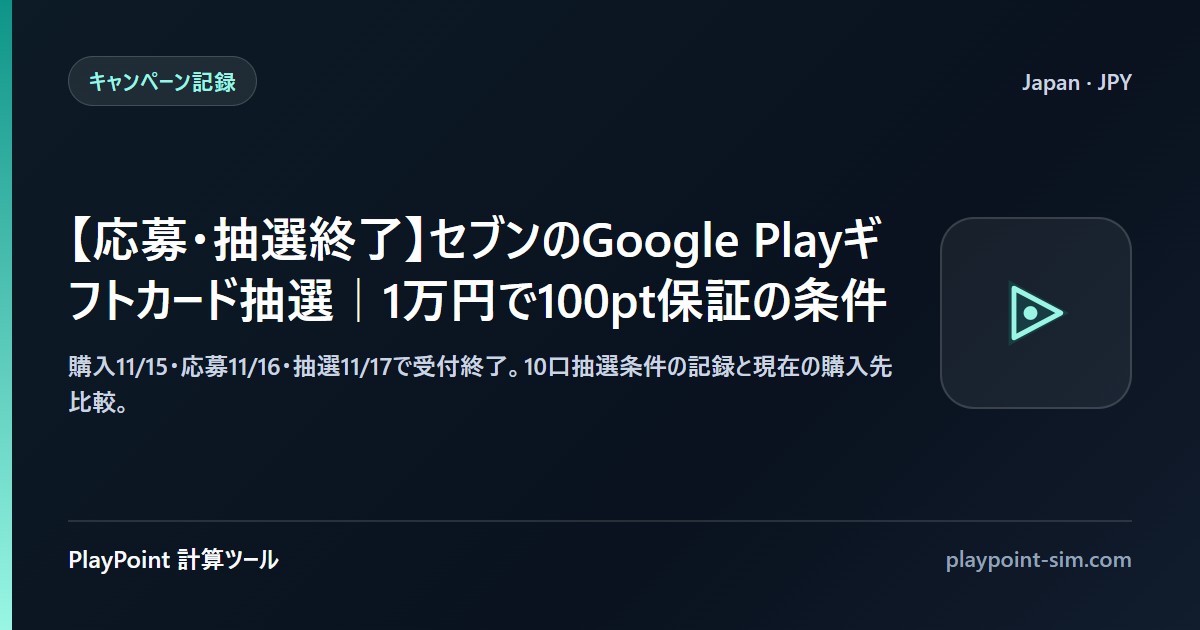 キャンペーン記録
Japan · JPY
【応募・抽選終了】セブンのGoogle Playギ
フトカード抽選｜1万円で100pt保証の条件
購入11/15・応募11/16・抽選11/17で受付終了。10口抽選条件の記録と現在の購入先
比較。
PlayPoint 計算ツール
playpoint-sim.com